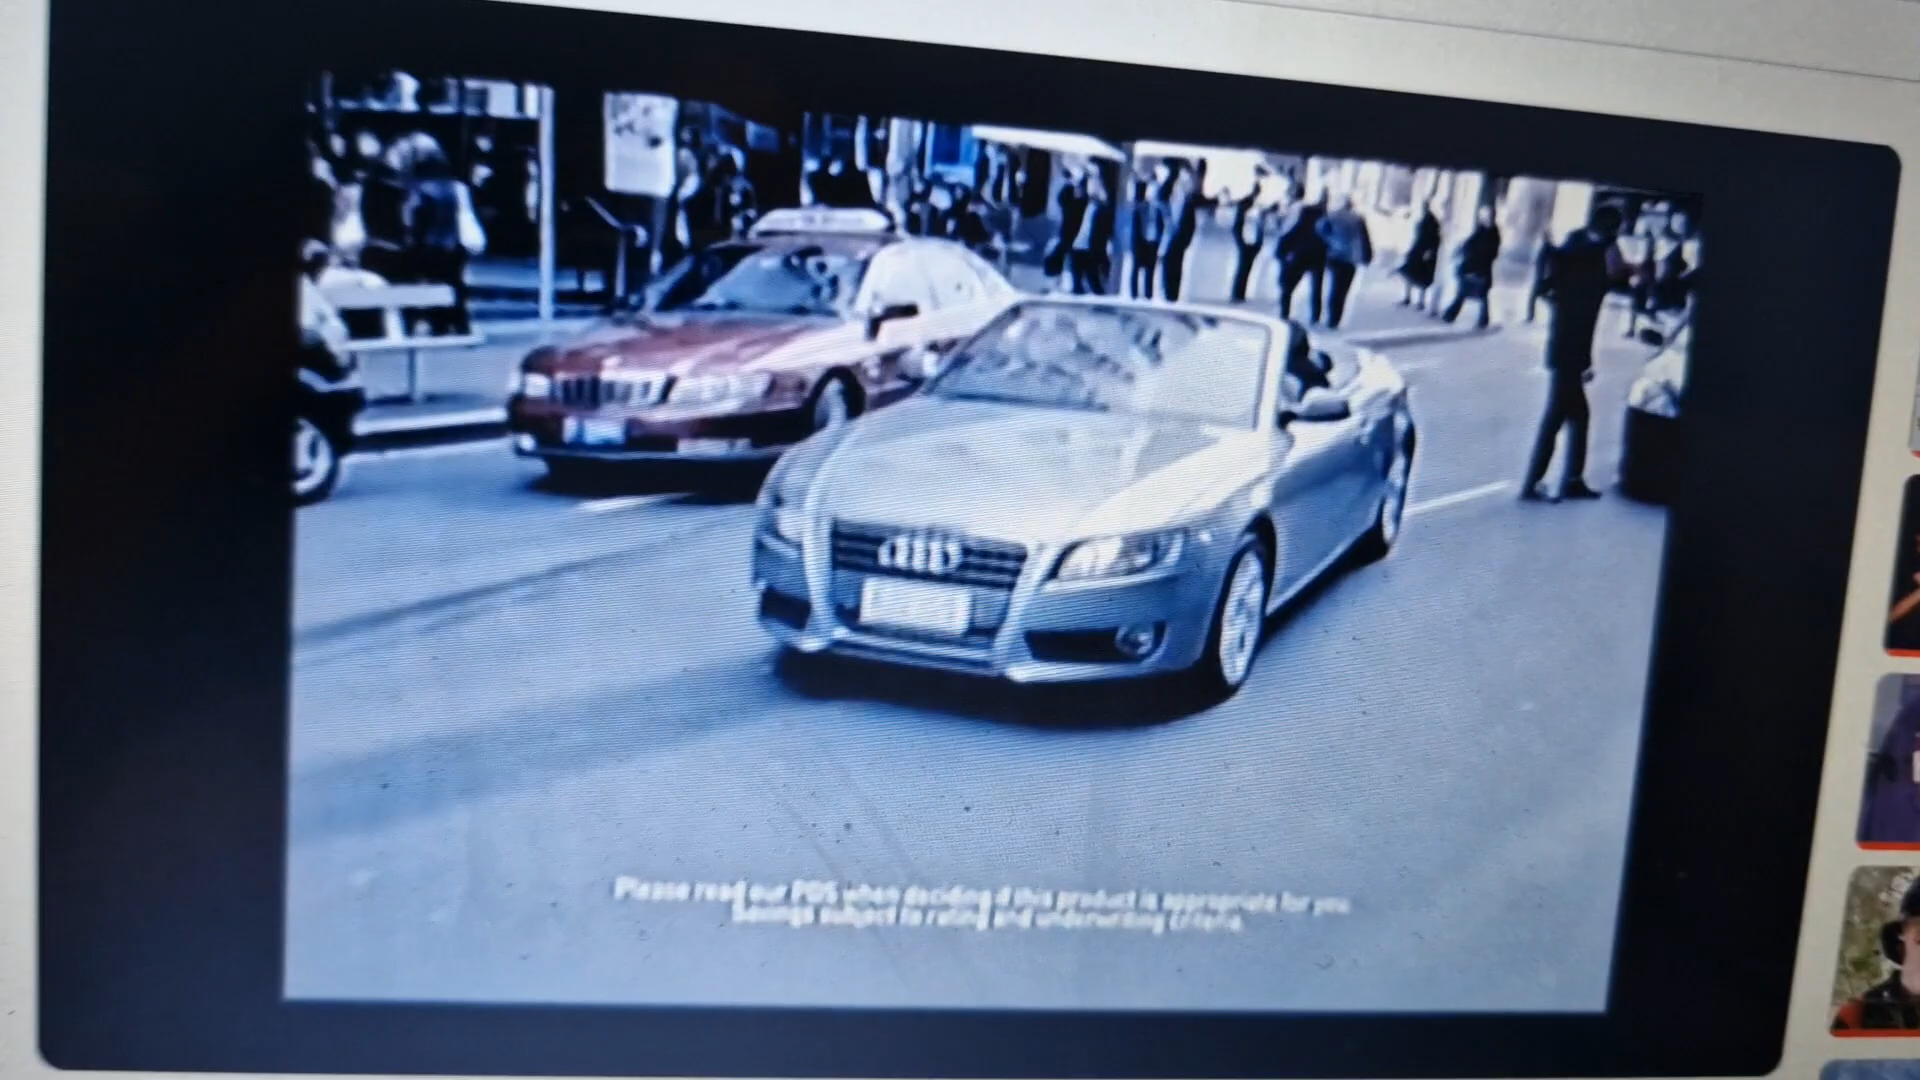 Please read our PDS when deciding if this product is appropriate for you
Savings subject to rating and underwriting criteria.